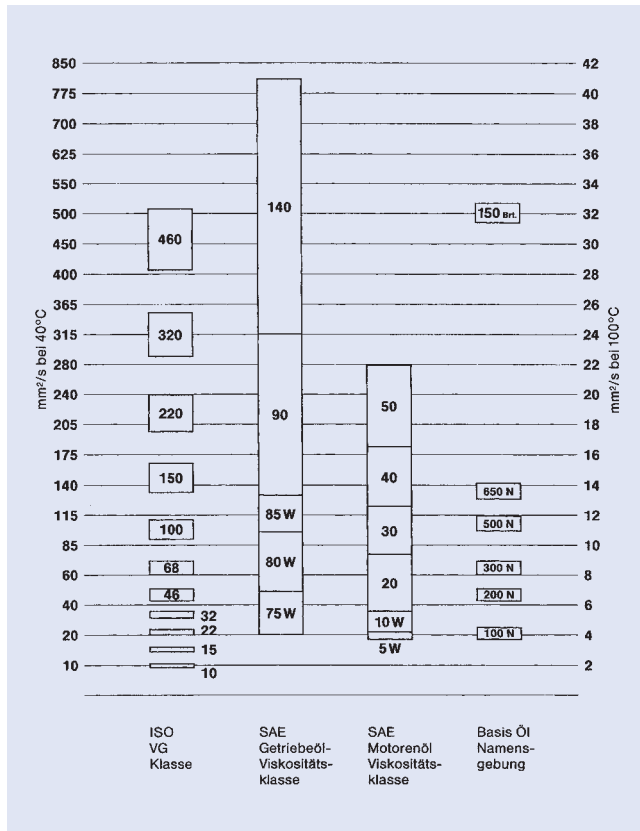 850 42
775 40
700 38
625 36
550 34
140
500 150 Brt. 32
460
450 30
400 28
365 26
320
315 24
280 22
240 20
220 90 50
205 18
175 16
150 40
140 650 N 14
115 85 W 500 N 12
100 30
85 10
80 W
68 300 N
60 20 8
46 200 N
40 6
75 W
32 10 W
22
20 100 N 4
15 5 W
10 2
10
mm²/s bei 40°C
mm²/s bei 100°C
ISO
VG
Klasse
SAE
Getriebeöl-
Viskositäts-
klasse
SAE
Motorenöl
Viskositäts-
klasse
Basis Öl
Namens-
gebung